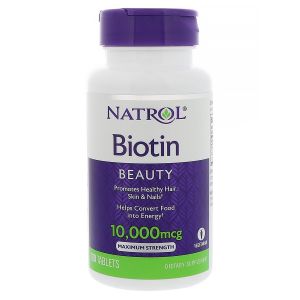 NATROL®
Biotin
BEAUTY
Promotes Healthy Hair,
Skin & Nails†
Helps Convert Food
into Energy†
10,000mcg
MAXIMUM STRENGTH
TABLETS
DIETARY SUPPLEMENT